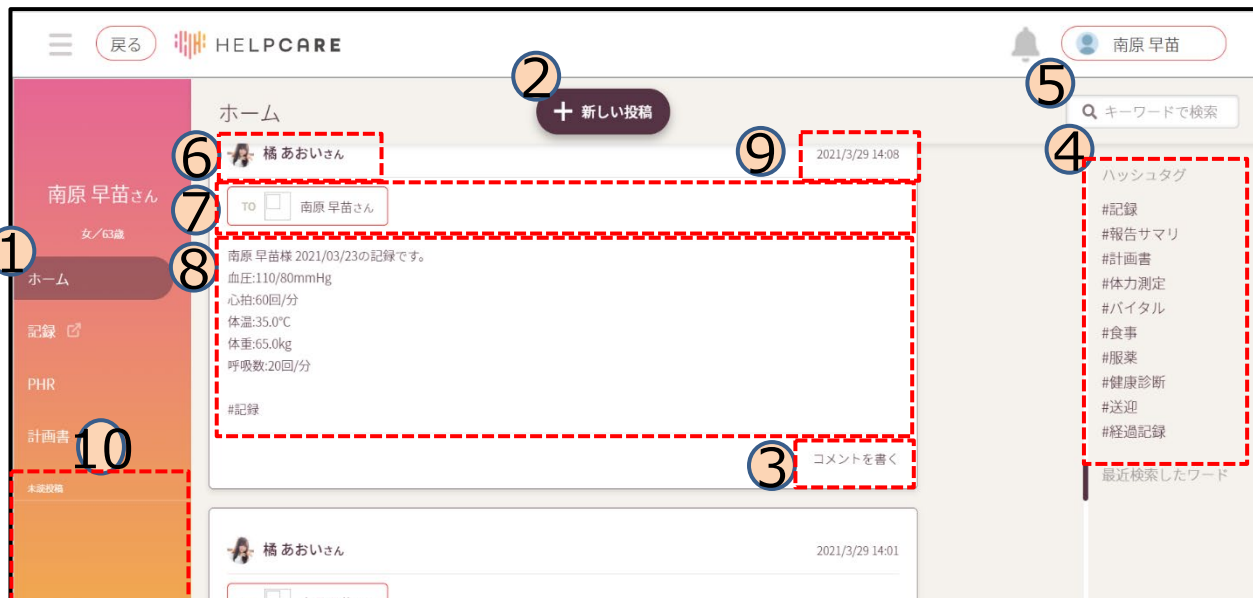 戻る
HELPCARE
南原 早苗
②
⑤
ホーム
新しい投稿
キーワードで検索
⑥
橘 あおいさん
⑨
2021/3/29 14:08
④
ハッシュタグ
南原 早苗さん
女/63歳
⑦
TO 南原 早苗さん
#記録
#報告サマリ
#計画書
#体力測定
#バイタル
#食事
#服薬
#健康診断
#送迎
#経過記録
①
ホーム
記録
PHR
計画書
⑩
未読投稿
⑧
南原 早苗様 2021/03/23の記録です。
血圧:110/80mmHg
心拍:60回/分
体温:35.0℃
体重:65.0kg
呼吸数:20回/分
#記録
③
コメントを書く
最近検索したワード
橘 あおいさん
2021/3/29 14:01